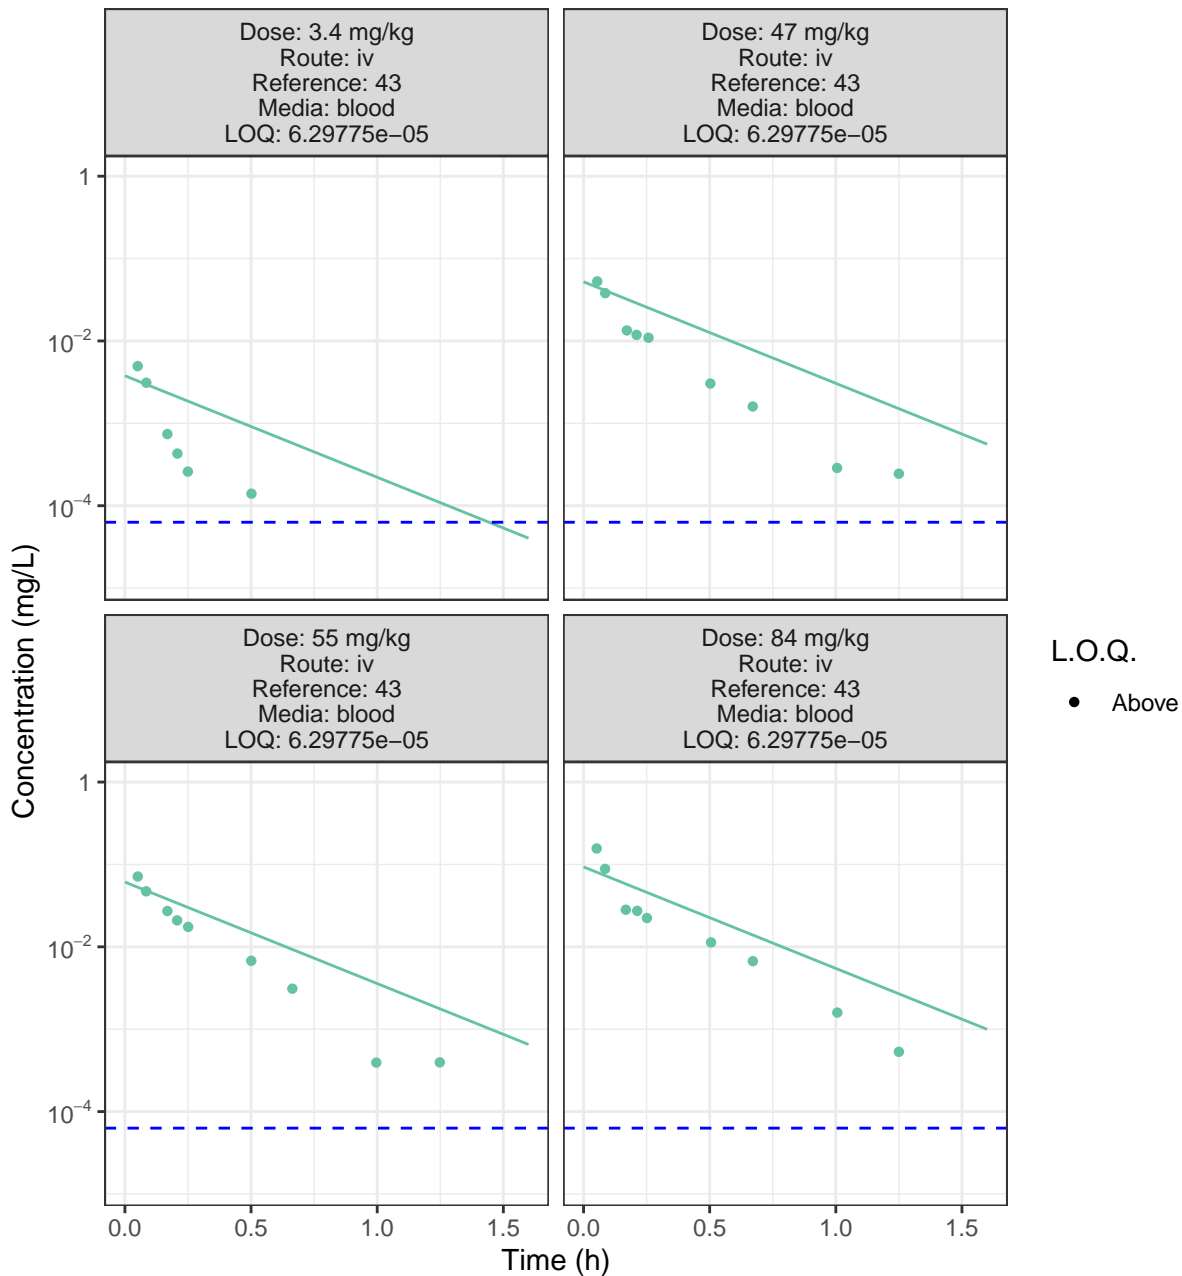 Dose: 3.4 mg/kg
Route: iv
Reference: 43
Media: blood
LOQ: 6.29775e−05
Dose: 47 mg/kg
Route: iv
Reference: 43
Media: blood
LOQ: 6.29775e−05
1
10⁻²
10⁻⁴
Concentration (mg/L)
Dose: 55 mg/kg
Route: iv
Reference: 43
Media: blood
LOQ: 6.29775e−05
Dose: 84 mg/kg
Route: iv
Reference: 43
Media: blood
LOQ: 6.29775e−05
L.O.Q.
Above
1
10⁻²
10⁻⁴
0.0 0.5 1.0 1.5 0.0 0.5 1.0 1.5
Time (h)